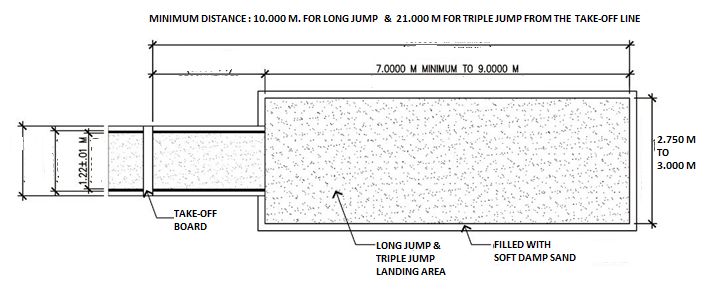 MINIMUM DISTANCE : 10.000 M. FOR LONG JUMP & 21.000 M FOR TRIPLE JUMP FROM THE TAKE-OFF LINE
7.0000 M MINIMUM TO 9.0000 M
1.22±.01 M
2.750 M
TO
3.000 M
TAKE-OFF
BOARD
LONG JUMP &
TRIPLE JUMP
LANDING AREA
FILLED WITH
SOFT DAMP SAND